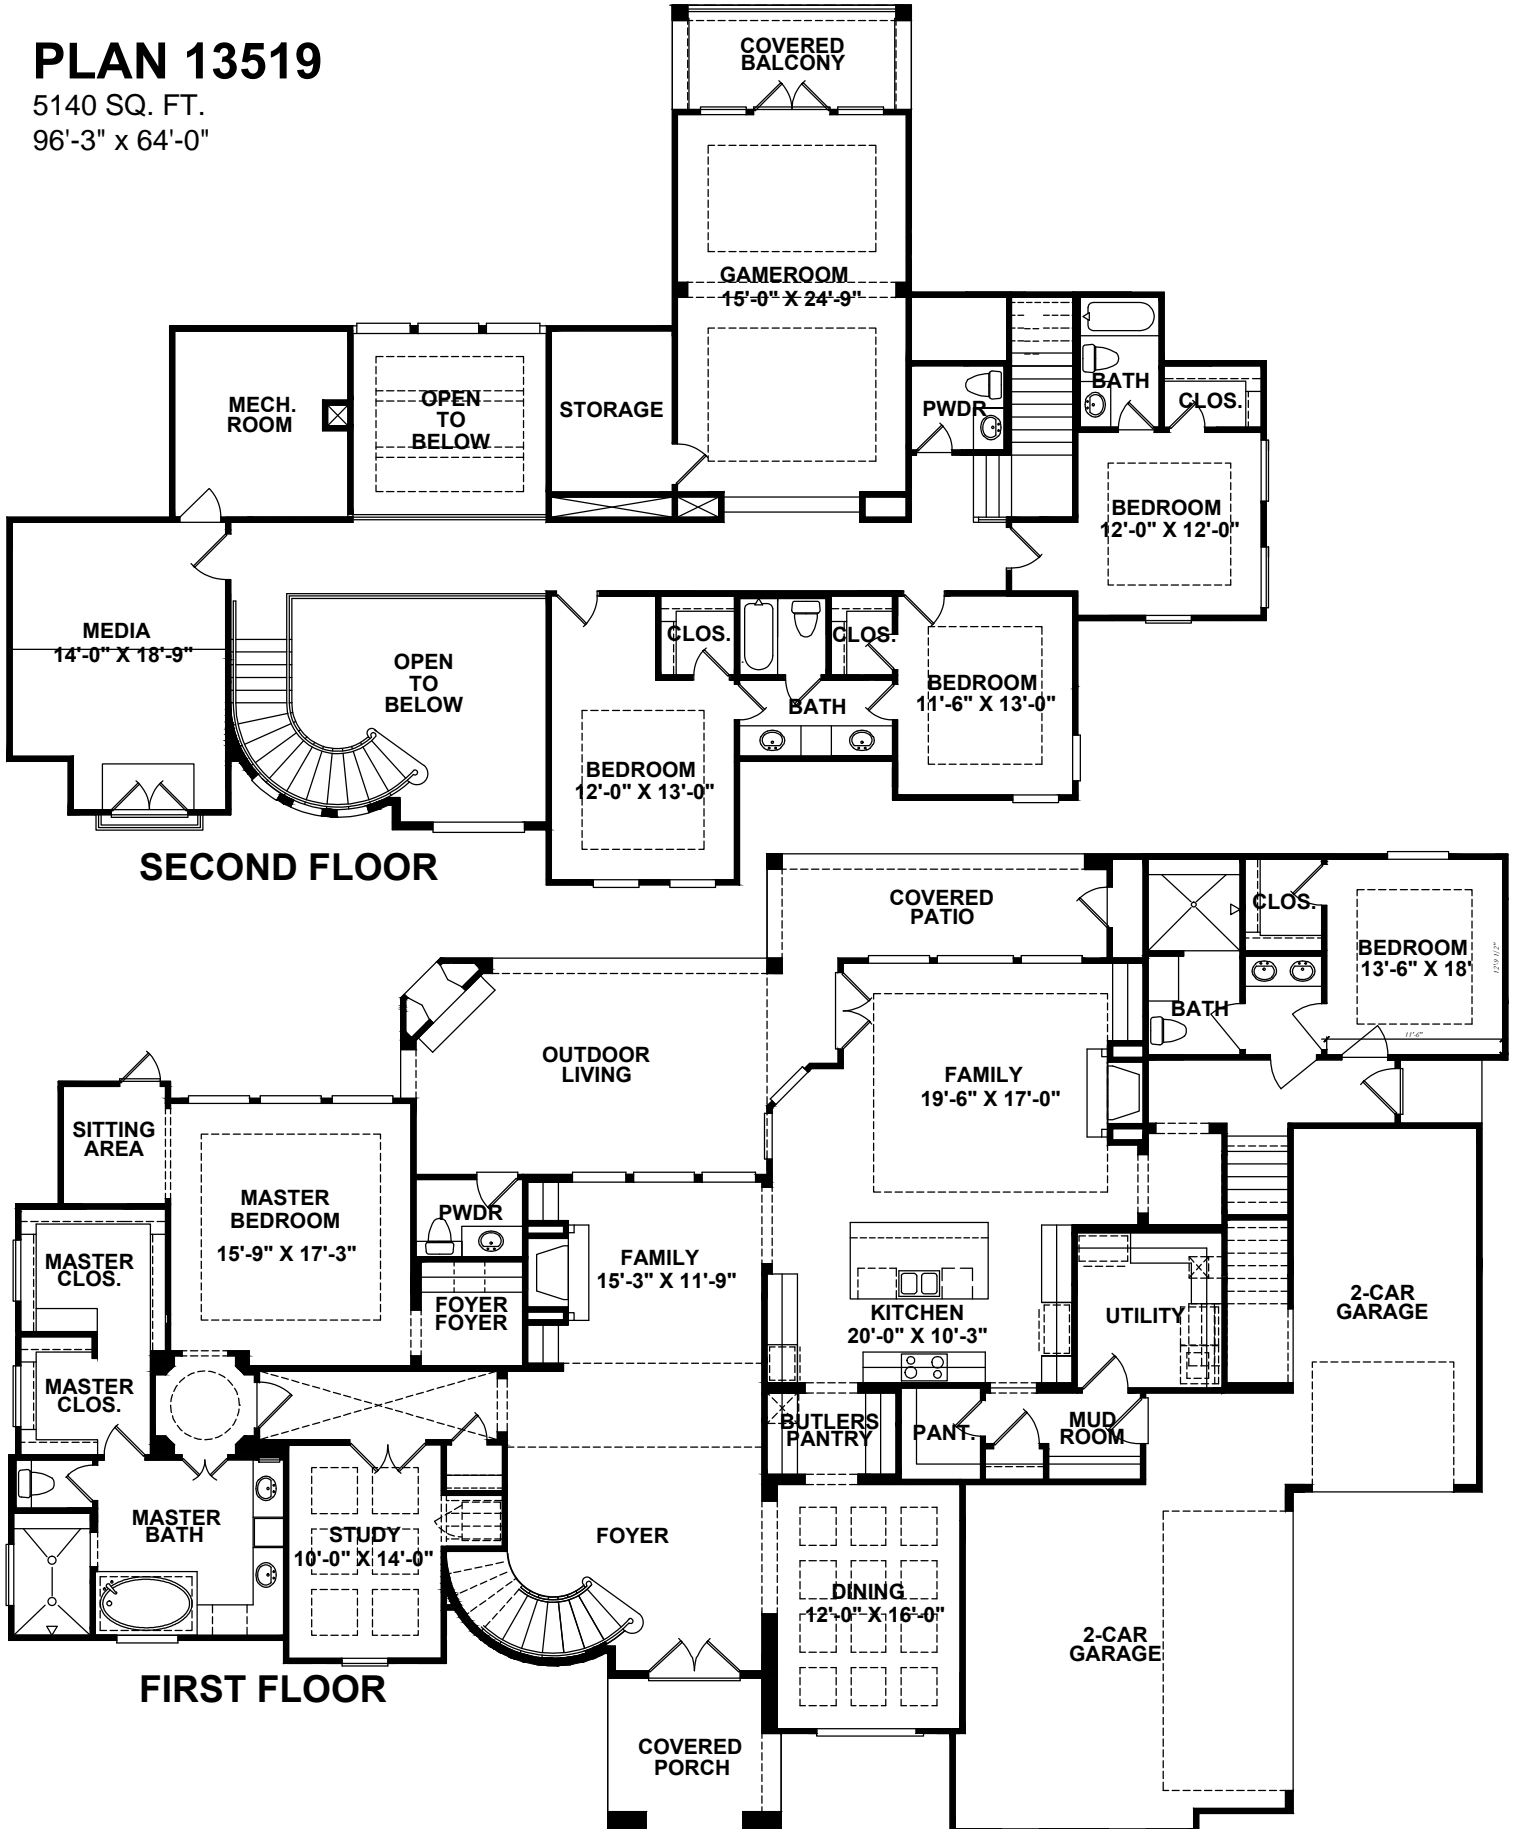 PLAN 13519
5140 SQ. FT.
96'-3" x 64'-0"
COVERED
BALCONY
GAMEROOM
15'-0" X 24'-9"
MECH.
ROOM
OPEN
TO
BELOW
STORAGE
PWDR
BATH
CLOS.
BEDROOM
12'-0" X 12'-0"
MEDIA
14'-0" X 18'-9"
OPEN
TO
BELOW
CLOS.
CLOS.
BATH
BEDROOM
11'-6" X 13'-0"
BEDROOM
12'-0" X 13'-0"
SECOND FLOOR
COVERED
PATIO
CLOS.
BEDROOM
13'-6" X 18'
12'9 1/2"
BATH
11'-6"
OUTDOOR
LIVING
FAMILY
19'-6" X 17'-0"
SITTING
AREA
MASTER
BEDROOM
15'-9" X 17'-3"
PWDR
MASTER
CLOS.
FOYER
FOYER
FAMILY
15'-3" X 11'-9"
KITCHEN
20'-0" X 10'-3"
UTILITY
2-CAR
GARAGE
MASTER
CLOS.
BUTLERS
PANTRY
PANT.
MUD
ROOM
MASTER
BATH
STUDY
10'-0" X 14'-0"
FOYER
DINING
12'-0" X 16'-0"
2-CAR
GARAGE
FIRST FLOOR
COVERED
PORCH